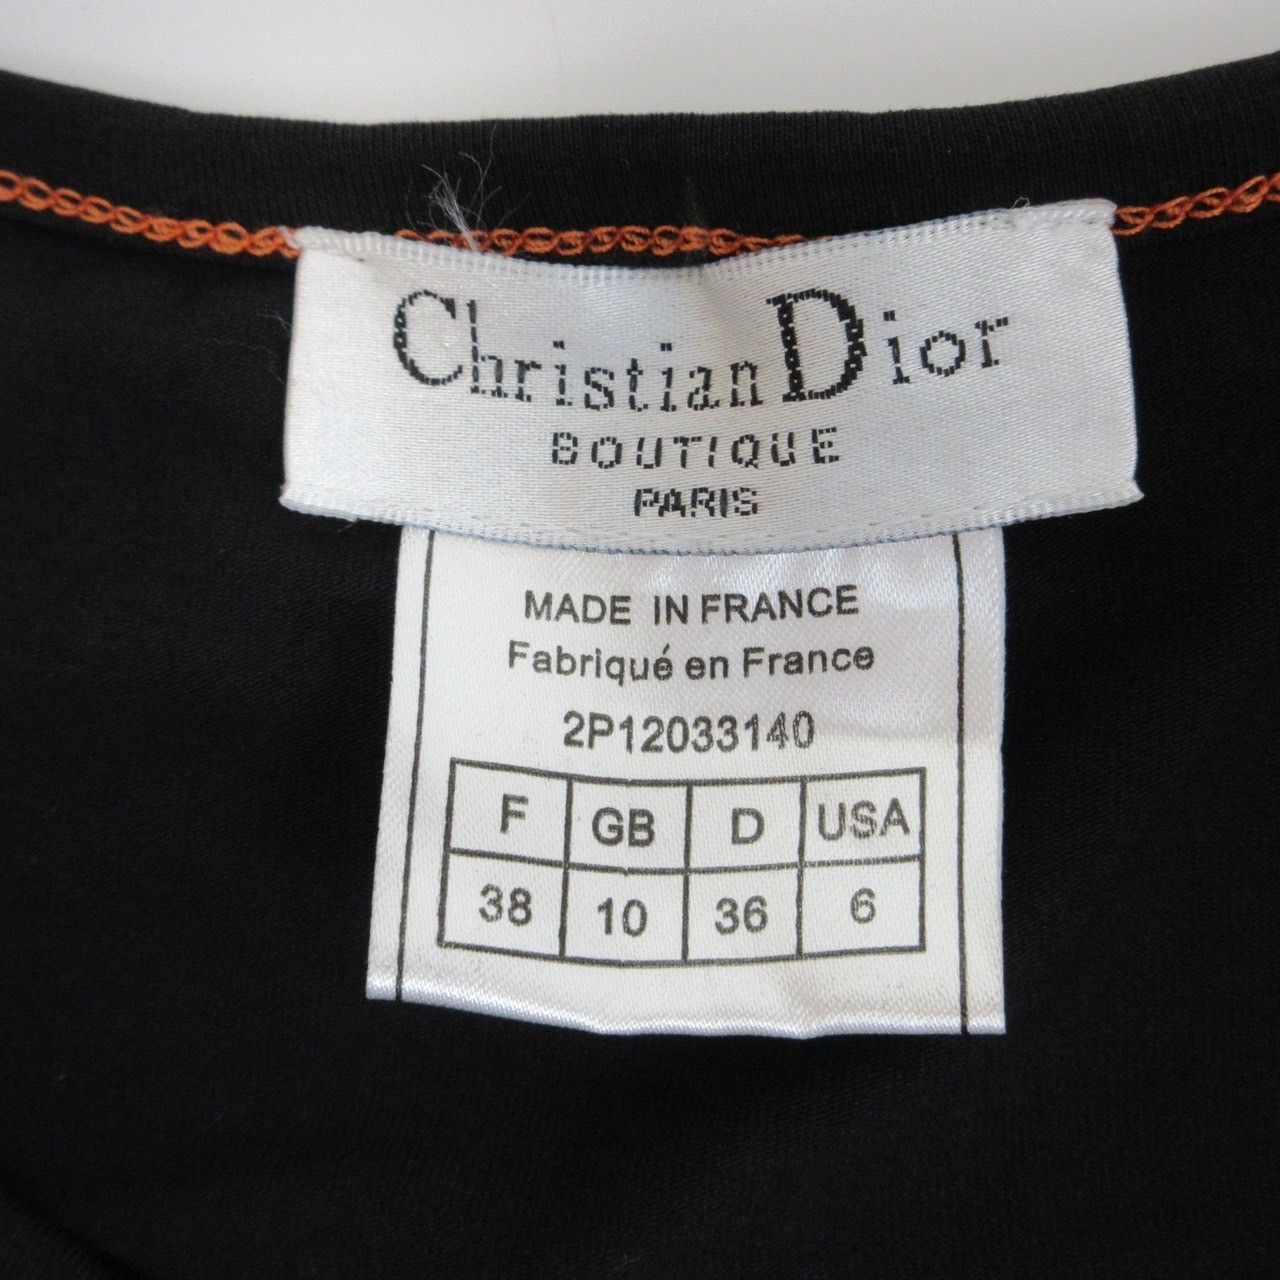 Christian Dior
BOUTIQUE
PARIS
MADE IN FRANCE
Fabriqué en France
2P12033140
F GB D USA
38 10 36 6